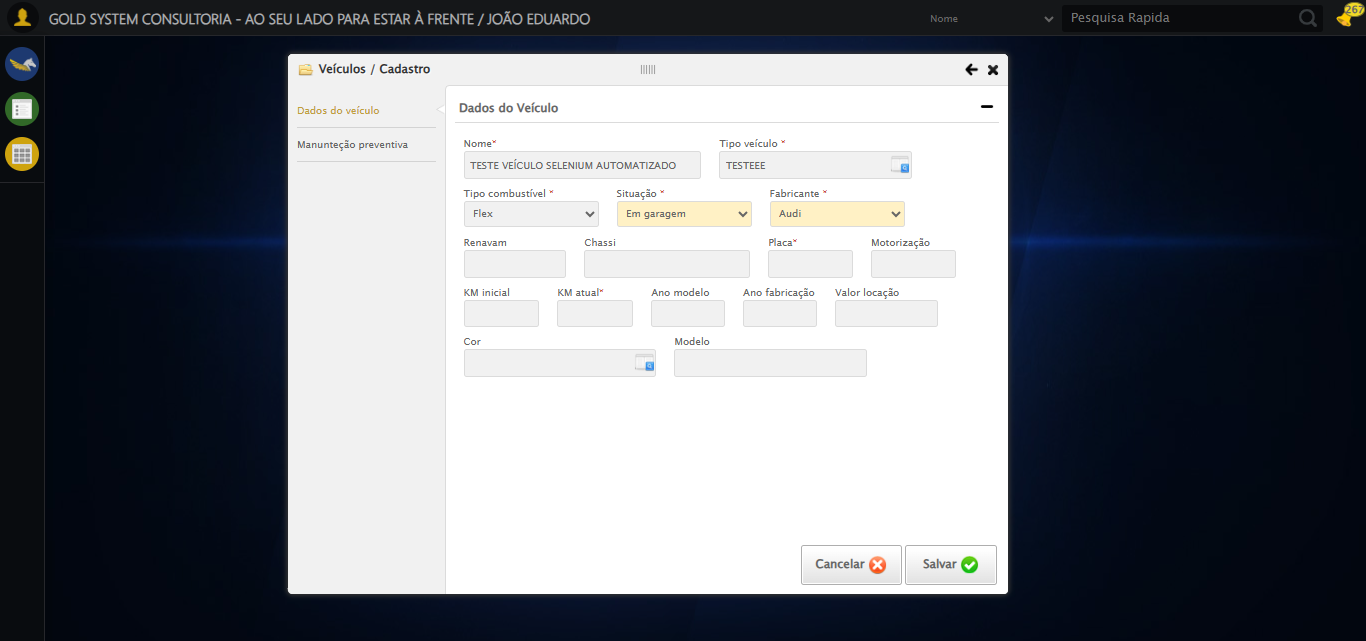 GOLD SYSTEM CONSULTORIA - AO SEU LADO PARA ESTAR À FRENTE / JOÃO EDUARDO
Nome
Pesquisa Rapida
267
Veículos / Cadastro
Dados do veículo
Manunteção preventiva
Dados do Veículo
Nome* Tipo veículo *
TESTE VEÍCULO SELENIUM AUTOMATIZADO TESTEEE
Tipo combustível * Situação * Fabricante *
Flex Em garagem Audi
Renavam Chassi Placa* Motorização
KM inicial KM atual* Ano modelo Ano fabricação Valor locação
Cor Modelo
Cancelar Salvar